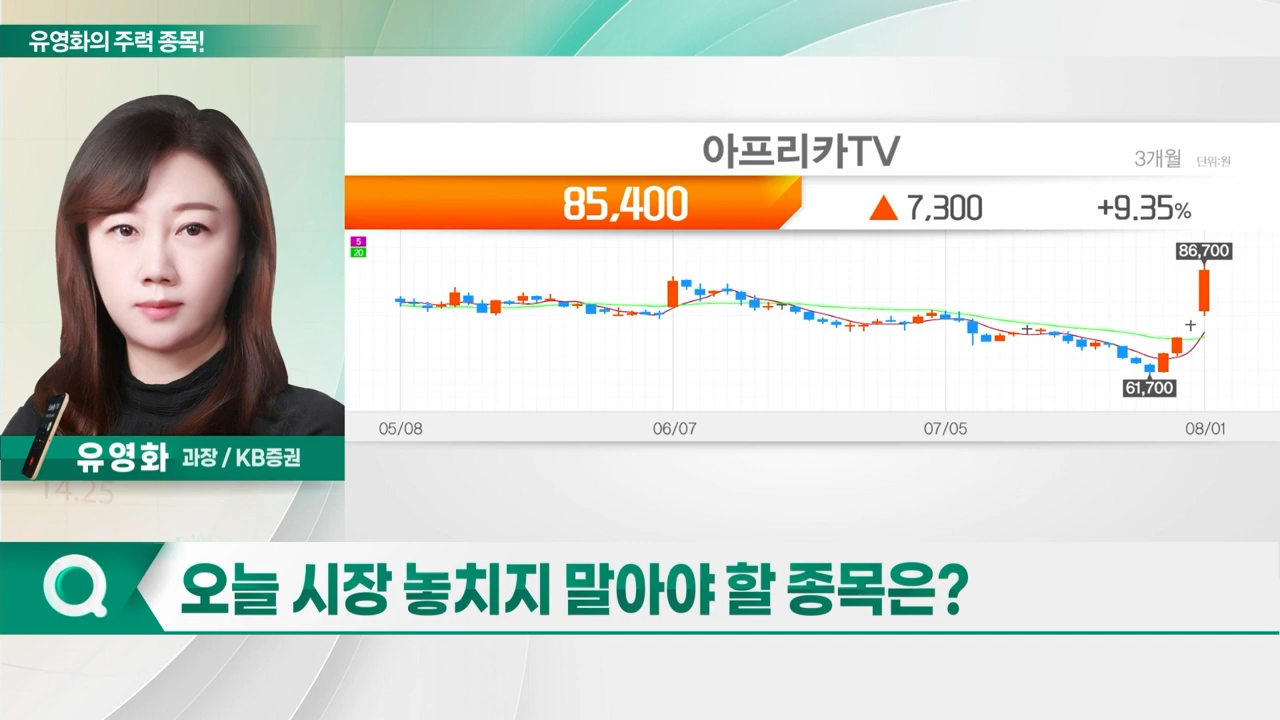 유영화의 주력 종목!
아프리카TV
3개월 단위:원
85,400 ▲ 7,300 +9.35%
5
20
86,700
61,700
05/08 06/07 07/05 08/01
유영화 과장 / KB증권
14.25
오늘 시장 놓치지 말아야 할 종목은?